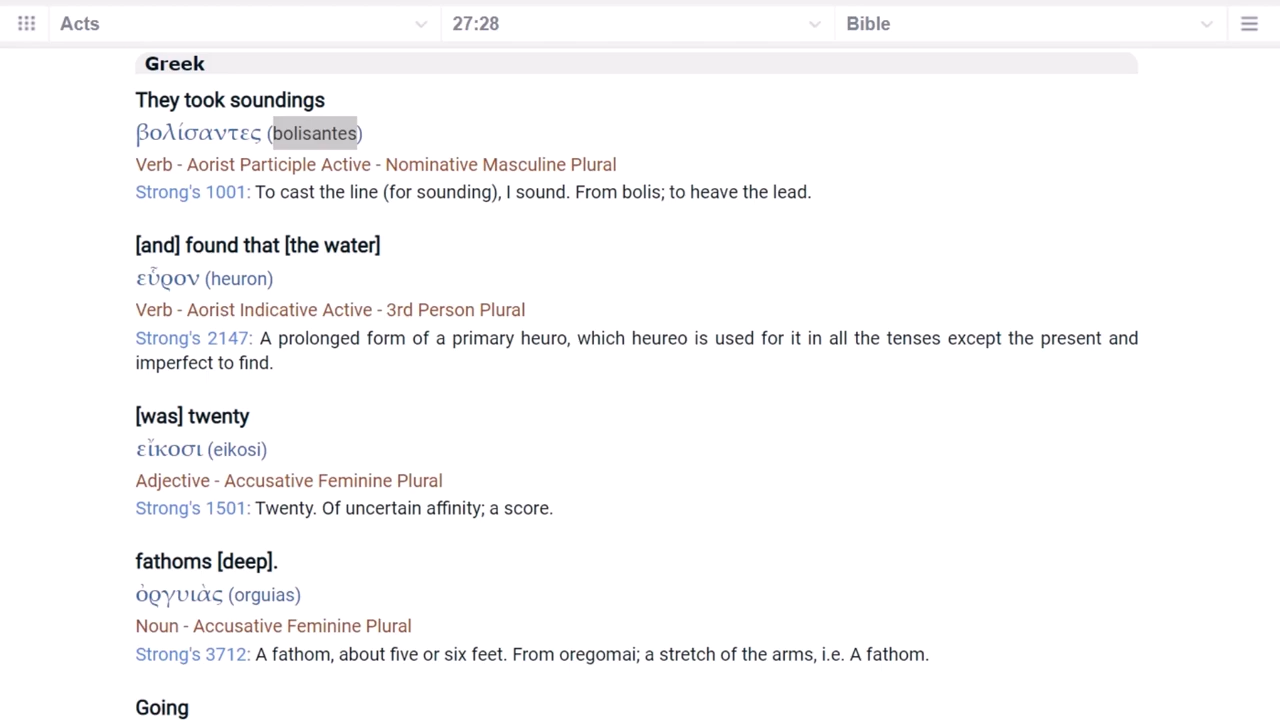 Acts 27:28 Bible
Greek
They took soundings
βολίσαντες (bolisantes)
Verb - Aorist Participle Active - Nominative Masculine Plural
Strong's 1001: To cast the line (for sounding), I sound. From bolis; to heave the lead.
[and] found that [the water]
εὗρον (heuron)
Verb - Aorist Indicative Active - 3rd Person Plural
Strong's 2147: A prolonged form of a primary heuro, which heureo is used for it in all the tenses except the present and
imperfect to find.
[was] twenty
εἴκοσι (eikosi)
Adjective - Accusative Feminine Plural
Strong's 1501: Twenty. Of uncertain affinity; a score.
fathoms [deep].
ὀργυιὰς (orguias)
Noun - Accusative Feminine Plural
Strong's 3712: A fathom, about five or six feet. From oregomai; a stretch of the arms, i.e. A fathom.
Going